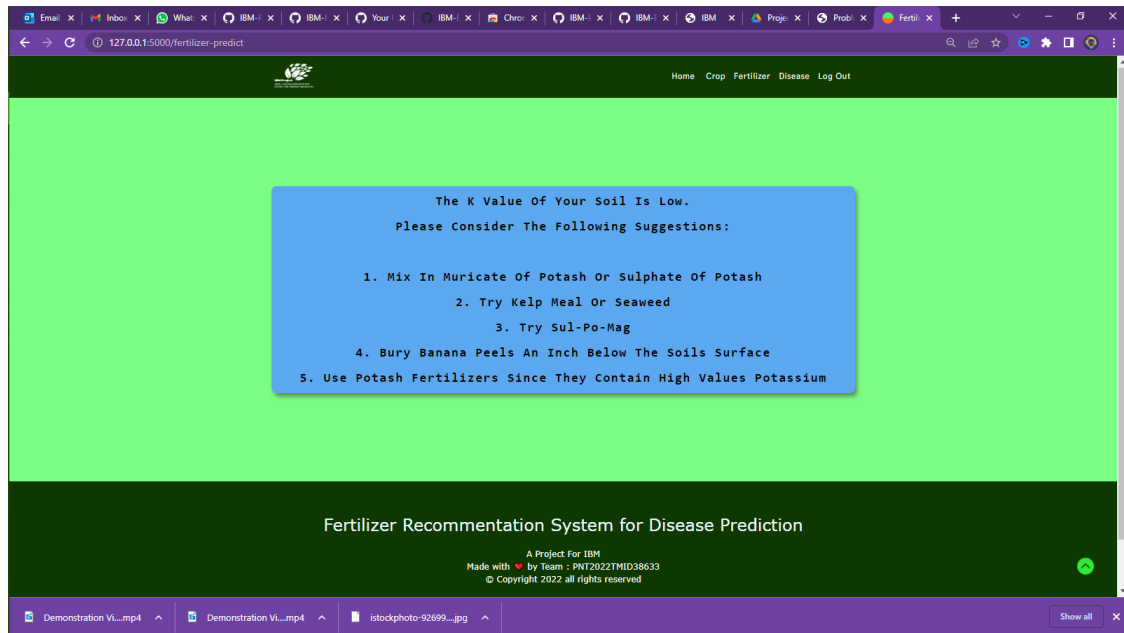 Email
Inbox
What
IBM-F
IBM-
Your
IBM-
Chror
IBM-F
IBM-F
IBM
Proje
Probl
Fertili
127.0.0.1:5000/fertilizer-predict
Home Crop Fertilizer Disease Log Out
The K Value Of Your Soil Is Low.
Please Consider The Following Suggestions:
1. Mix In Muricate Of Potash Or Sulphate Of Potash
2. Try Kelp Meal Or Seaweed
3. Try Sul-Po-Mag
4. Bury Banana Peels An Inch Below The Soils Surface
5. Use Potash Fertilizers Since They Contain High Values Potassium
Fertilizer Recommentation System for Disease Prediction
A Project For IBM
Made with ❤ by Team : PNT2022TMID38633
© Copyright 2022 all rights reserved
Demonstration Vi....mp4
Demonstration Vi....mp4
istockphoto-92699....jpg
Show all